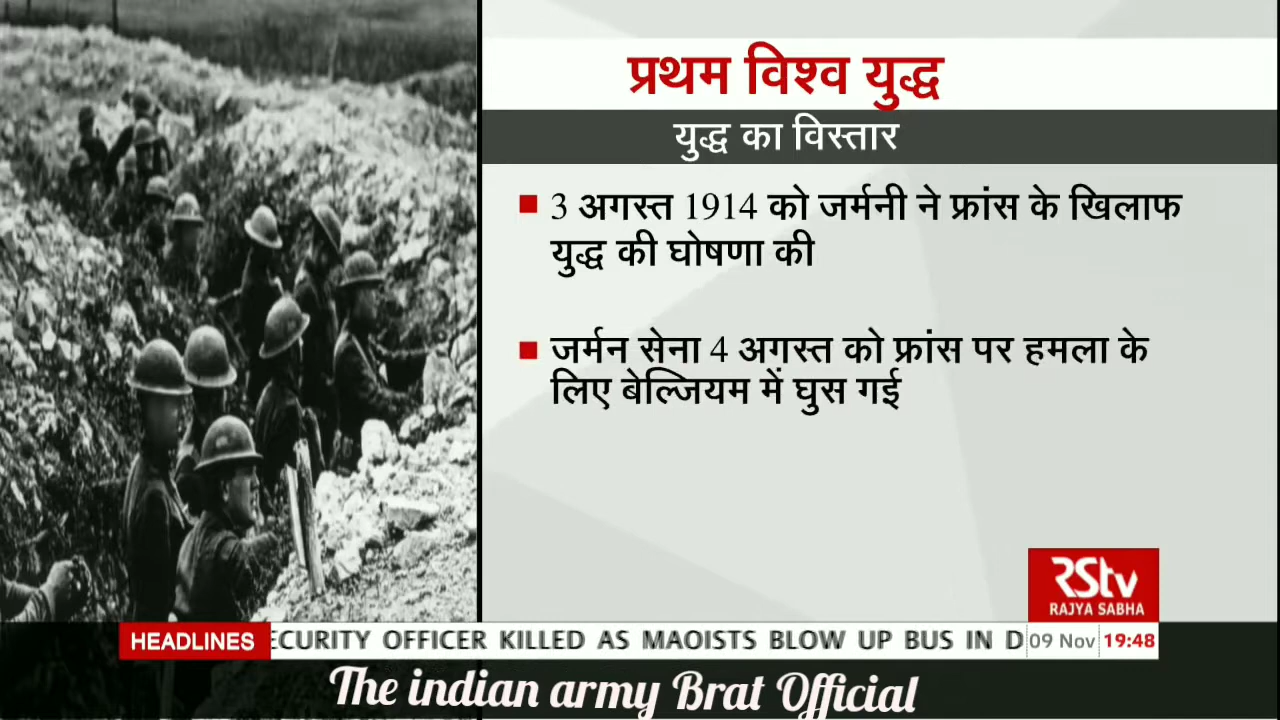 प्रथम विश्व युद्ध
युद्ध का विस्तार
3 अगस्त 1914 को जर्मनी ने फ्रांस के खिलाफ
युद्ध की घोषणा की
जर्मन सेना 4 अगस्त को फ्रांस पर हमला के
लिए बेल्जियम में घुस गई
RStv
RAJYA SABHA
HEADLINES ECURITY OFFICER KILLED AS MAOISTS BLOW UP BUS IN D 09 Nov 19:48
The indian army Brat Official